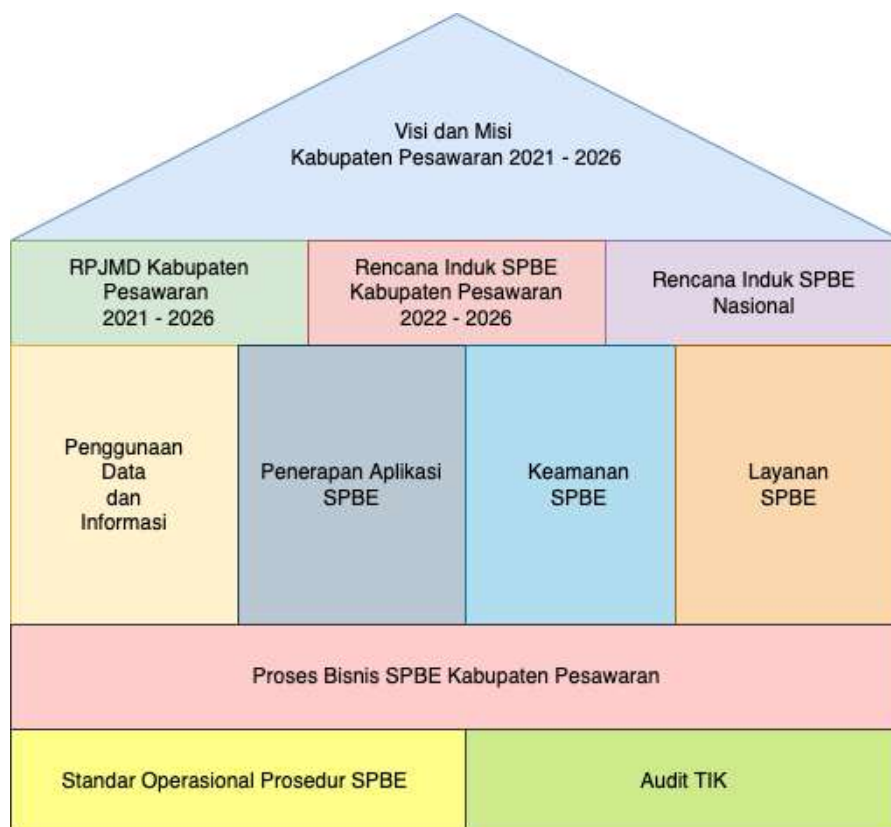 Visi dan Misi
Kabupaten Pesawaran 2021 - 2026
RPJMD Kabupaten
Pesawaran
2021 - 2026
Rencana Induk SPBE
Kabupaten Pesawaran
2022 - 2026
Rencana Induk SPBE
Nasional
Penggunaan
Data
dan
Informasi
Penerapan Aplikasi
SPBE
Keamanan
SPBE
Layanan
SPBE
Proses Bisnis SPBE Kabupaten Pesawaran
Standar Operasional Prosedur SPBE
Audit TIK